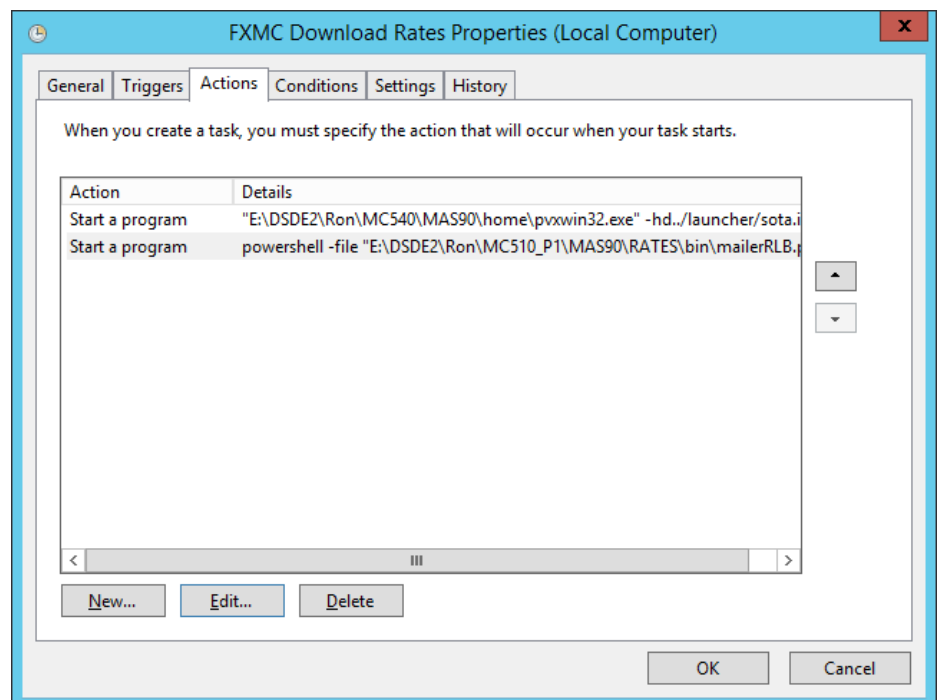 FXMC Download Rates Properties (Local Computer)
x
General Triggers Actions Conditions Settings History
When you create a task, you must specify the action that will occur when your task starts.
Action Details
Start a program "E:\DSDE2\Ron\MC540\MAS90\home\pvxwin32.exe" -hd../launcher/sota.i
Start a program powershell -file "E:\DSDE2\Ron\MC510_P1\MAS90\RATES\bin\mailerRLB.p
New... Edit... Delete
OK Cancel